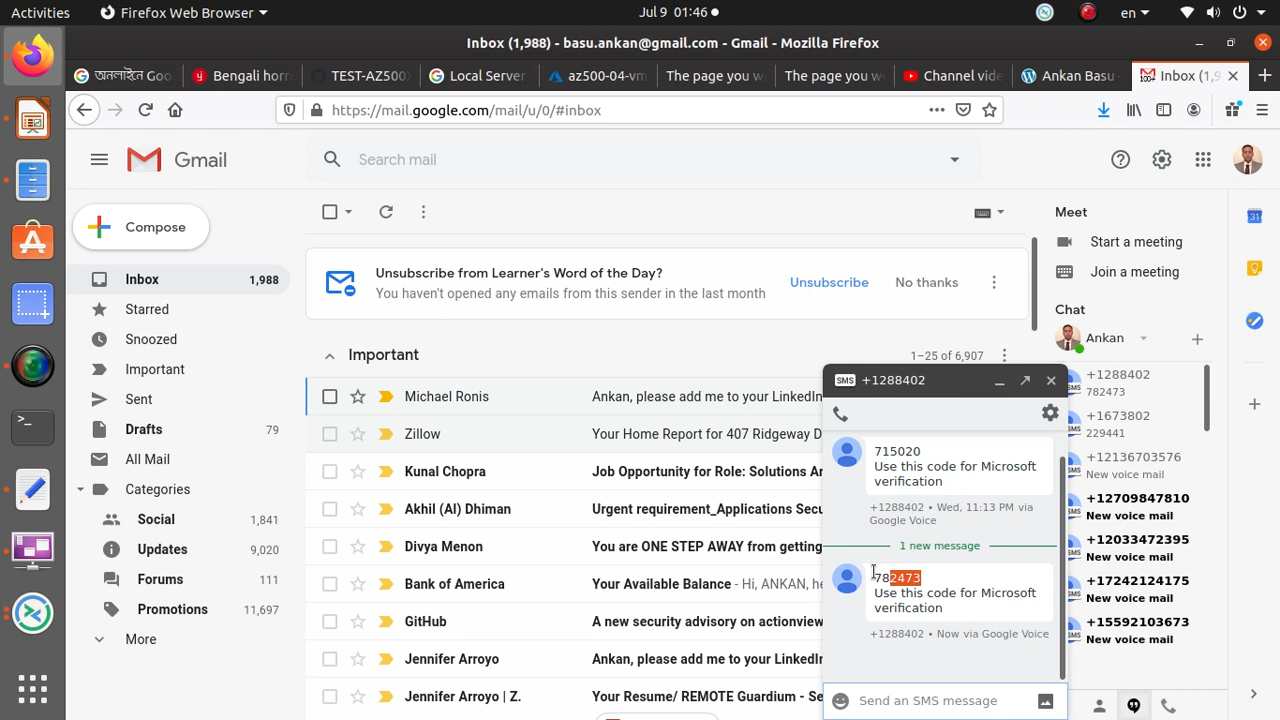 Activities
Firefox Web Browser
Jul 9 01:46
en
Inbox (1,988) - basu.ankan@gmail.com - Gmail - Mozilla Firefox
অনলাইন Goo
Bengali horr
TEST-AZ500
Local Server
az500-04-vm
The page you w
The page you w
Channel vide
Ankan Basu
Inbox (1,9
https://mail.google.com/mail/u/0/#inbox
Gmail
Search mail
Compose
Inbox 1,988
Starred
Snoozed
Important
Sent
Drafts 79
All Mail
Categories
Social 1,841
Updates 9,020
Forums 111
Promotions 11,697
More
Unsubscribe from Learner's Word of the Day?
You haven't opened any emails from this sender in the last month
Unsubscribe
No thanks
Important
1–25 of 6,907
Michael Ronis Ankan, please add me to your LinkedIn
Zillow Your Home Report for 407 Ridgeway D
Kunal Chopra Job Opportunity for Role: Solutions Ar
Akhil (Al) Dhiman Urgent requirement_Applications Secu
Divya Menon You are ONE STEP AWAY from getting
Bank of America Your Available Balance - Hi, ANKAN, he
GitHub A new security advisory on actionview
Jennifer Arroyo Ankan, please add me to your LinkedIn
Jennifer Arroyo | Z. Your Resume/ REMOTE Guardium - Se
SMS +1288402
715020
Use this code for Microsoft
verification
+1288402 • Wed, 11:13 PM via
Google Voice
1 new message
782473
Use this code for Microsoft
verification
+1288402 • Now via Google Voice
Send an SMS message
Meet
Start a meeting
Join a meeting
Chat
Ankan
+1288402
782473
+1673802
229441
+12136703576
New voice mail
+12709847810
New voice mail
+12033472395
New voice mail
+17242124175
New voice mail
+15592103673
New voice mail